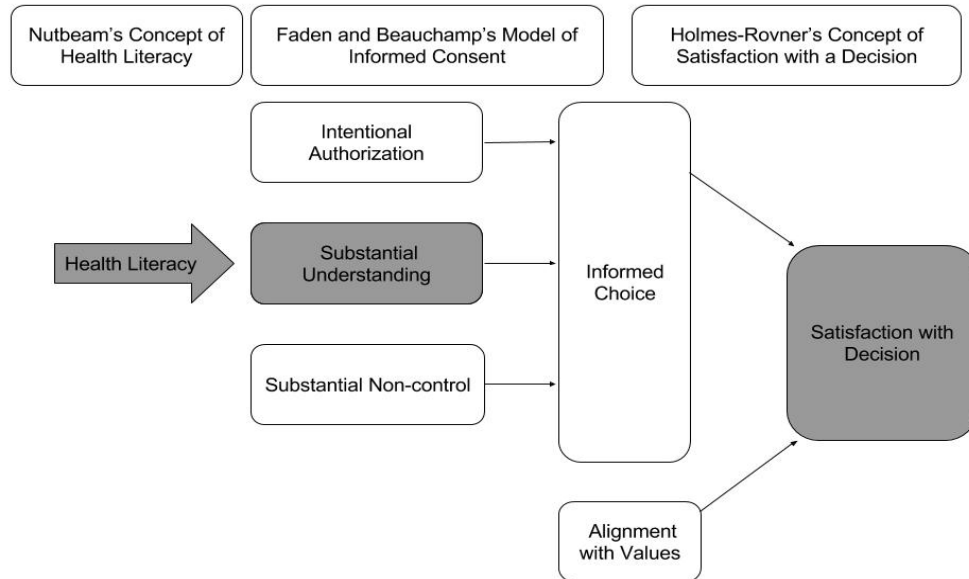 Nutbeam's Concept of
Health Literacy
Faden and Beauchamp's Model of
Informed Consent
Holmes-Rovner's Concept of
Satisfaction with a Decision
Intentional
Authorization
Health Literacy
Substantial
Understanding
Substantial Non-control
Informed
Choice
Satisfaction with
Decision
Alignment
with Values